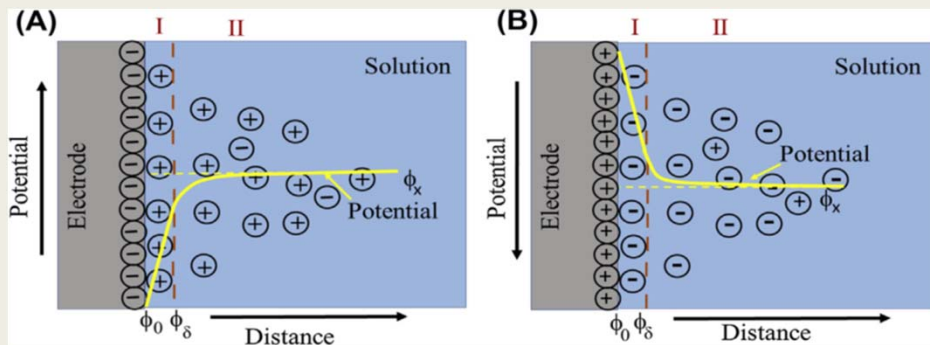 (A)
I II
Solution
Potential
Electrode
ϕx
Potential
ϕ0 ϕδ
Distance
(B)
I II
Solution
Potential
Electrode
Potential
ϕx
ϕ0 ϕδ
Distance